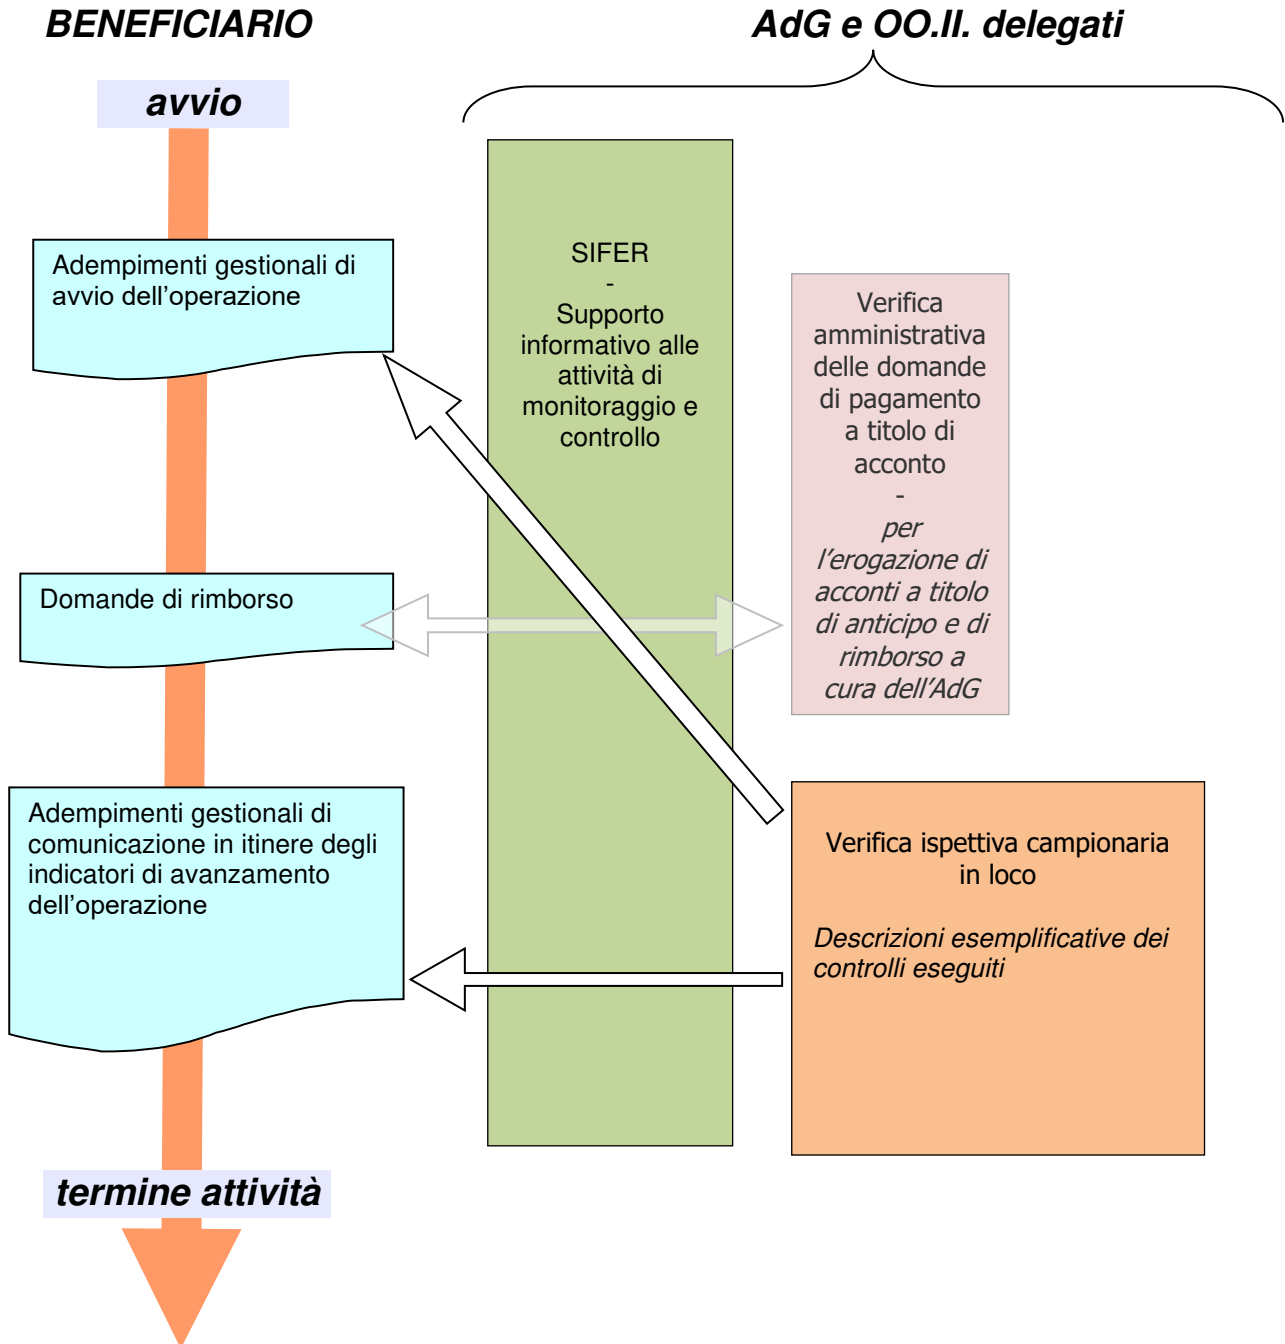 BENEFICIARIO
AdG e OO.II. delegati
avvio
Adempimenti gestionali di
avvio dell’operazione
SIFER
-
Supporto
informativo alle
attività di
monitoraggio e
controllo
Verifica
amministrativa
delle domande
di pagamento
a titolo di
acconto
-
per
l’erogazione di
acconti a titolo
di anticipo e di
rimborso a
cura dell’AdG
Domande di rimborso
Adempimenti gestionali di
comunicazione in itinere degli
indicatori di avanzamento
dell’operazione
Verifica ispettiva campionaria
in loco
Descrizioni esemplificative dei
controlli eseguiti
termine attività